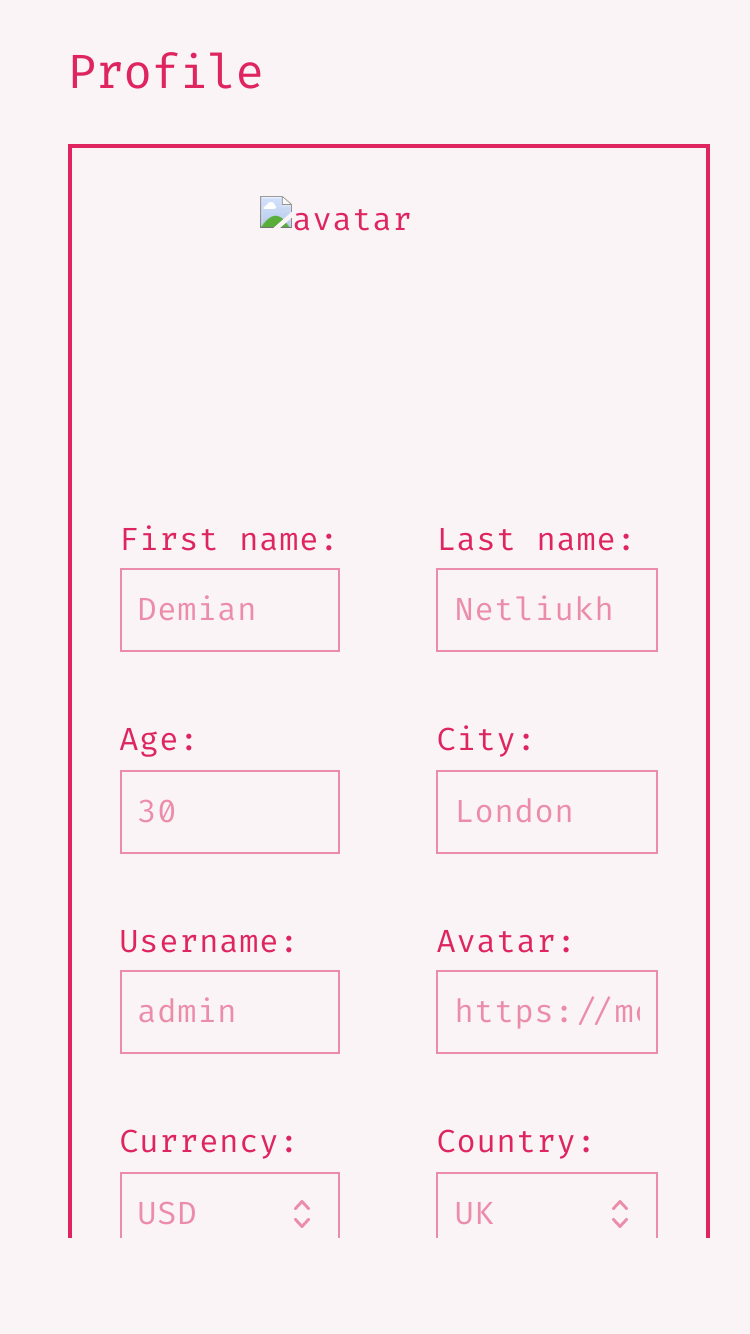 Profile
avatar
First name: Last name:
Demian Netliukh
Age: City:
30 London
Username: Avatar:
admin https://m
Currency: Country:
USD UK